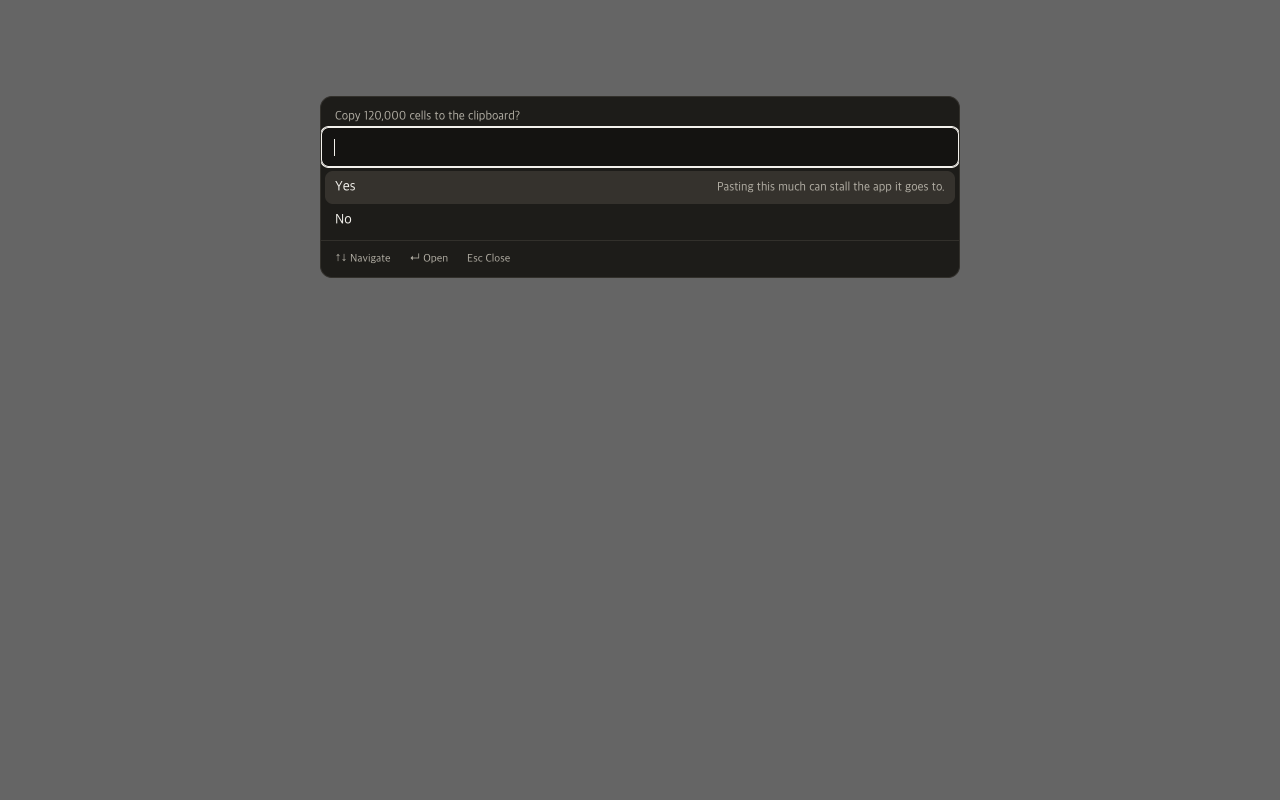 Copy 120,000 cells to the clipboard?
Yes Pasting this much can stall the app it goes to.
No
↑↓ Navigate ↵ Open Esc Close